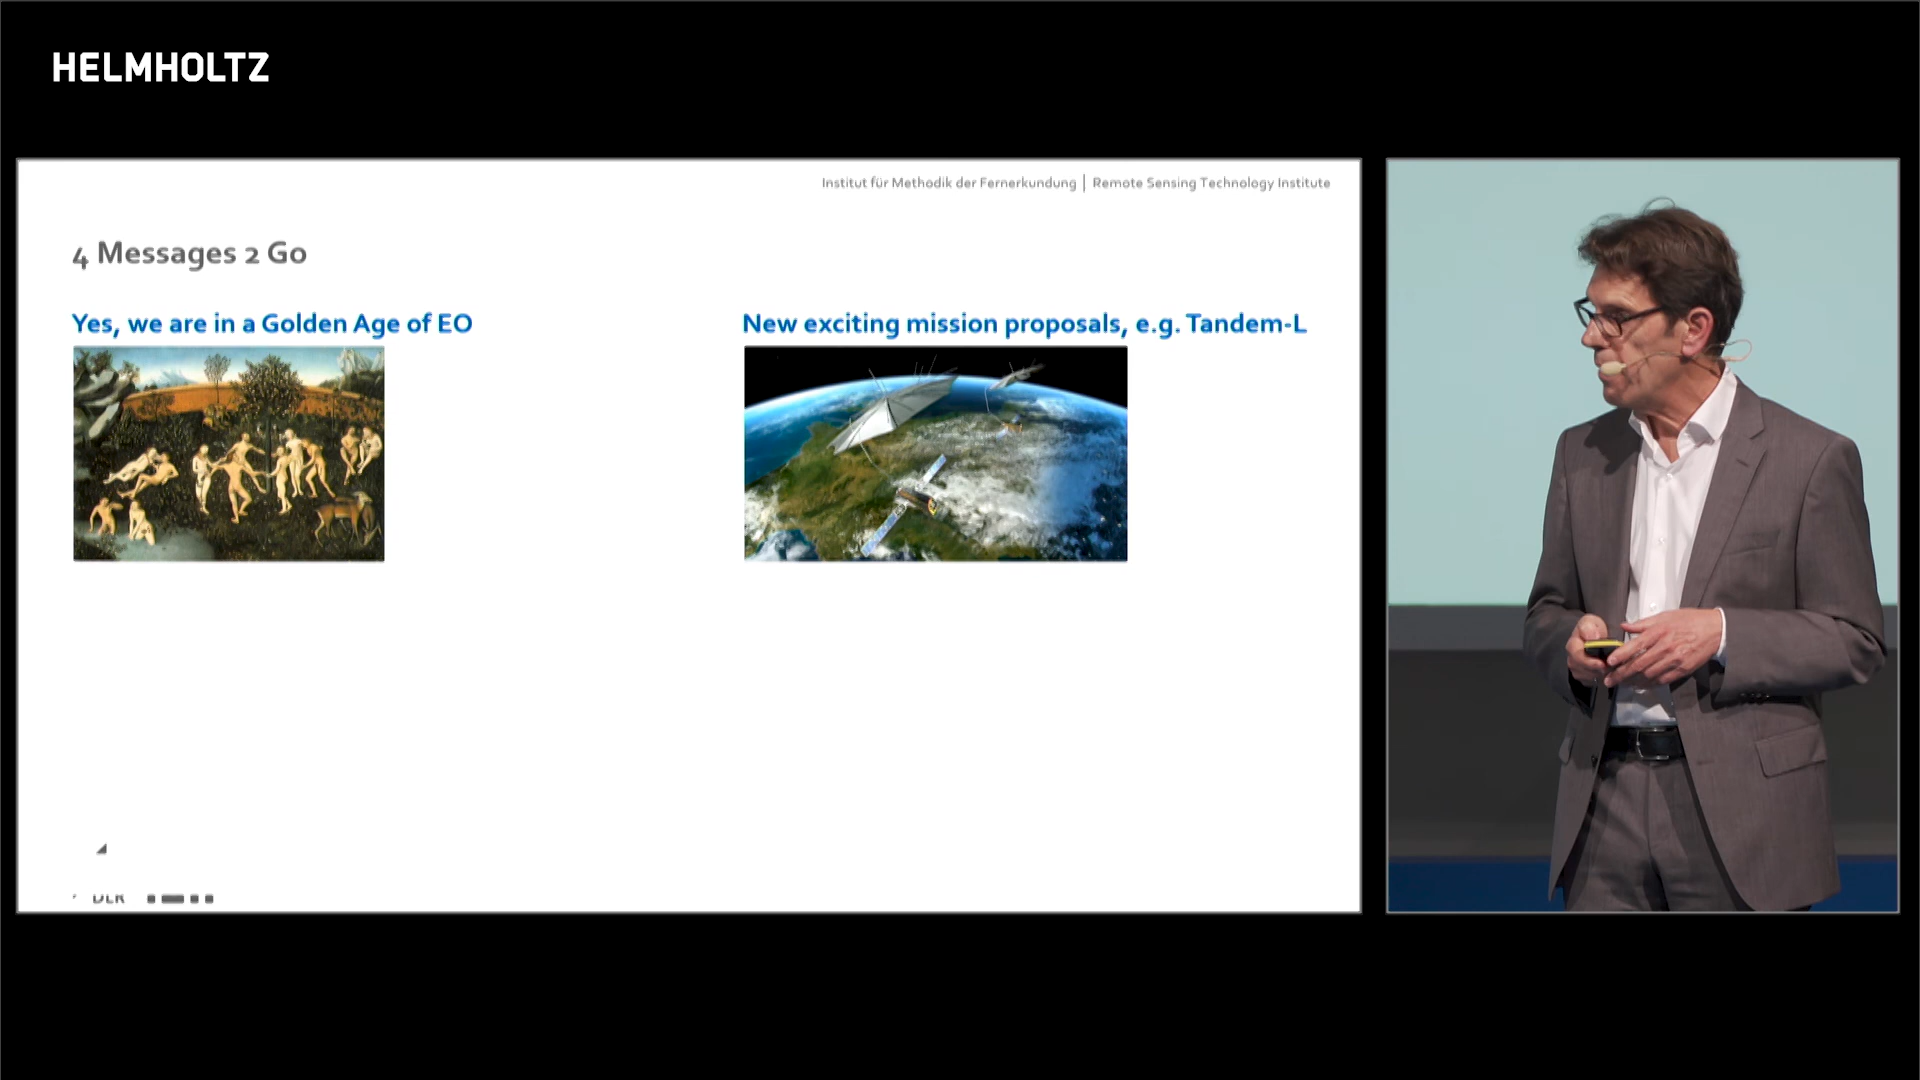 HELMHOLTZ
Institut für Methodik der Fernerkundung | Remote Sensing Technology Institute
4 Messages 2 Go
Yes, we are in a Golden Age of EO
New exciting mission proposals, e.g. Tandem-L
DLR